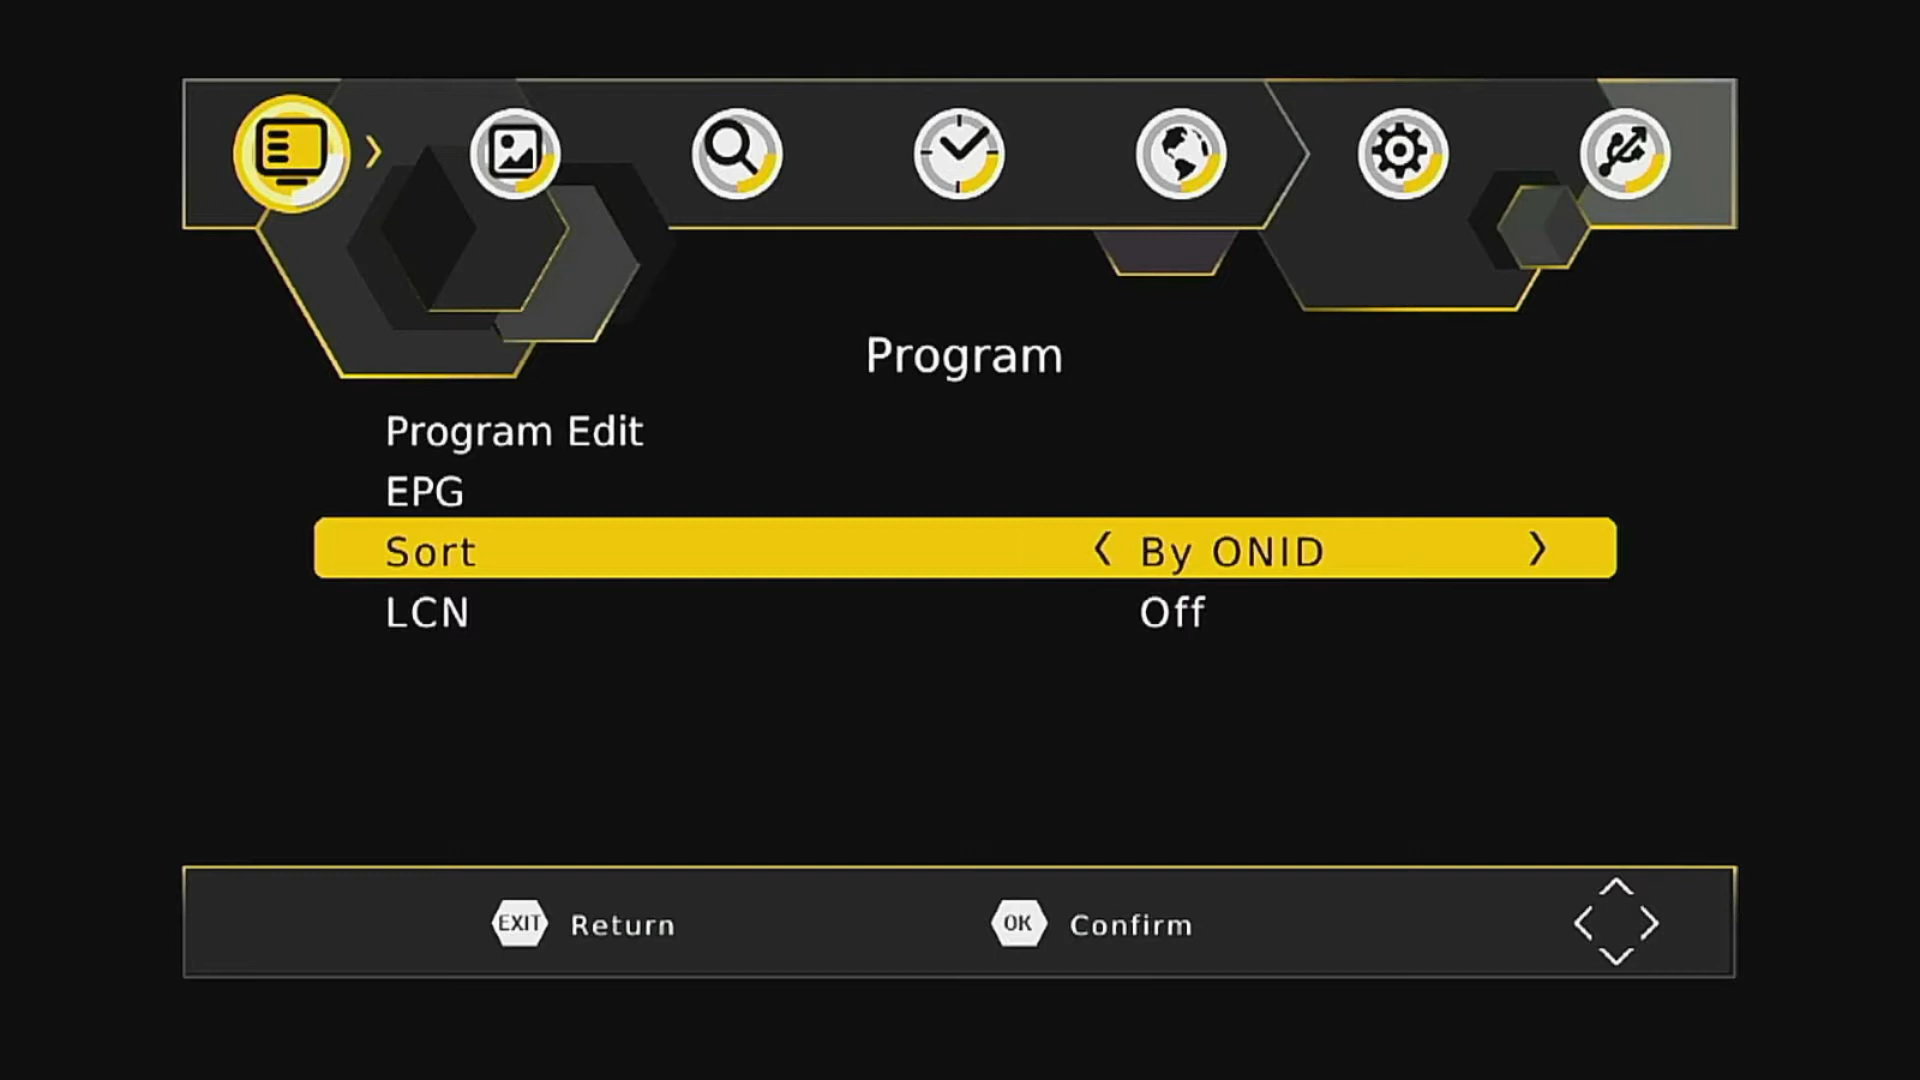 Program
Program Edit
EPG
Sort By ONID
LCN Off
EXIT Return OK Confirm